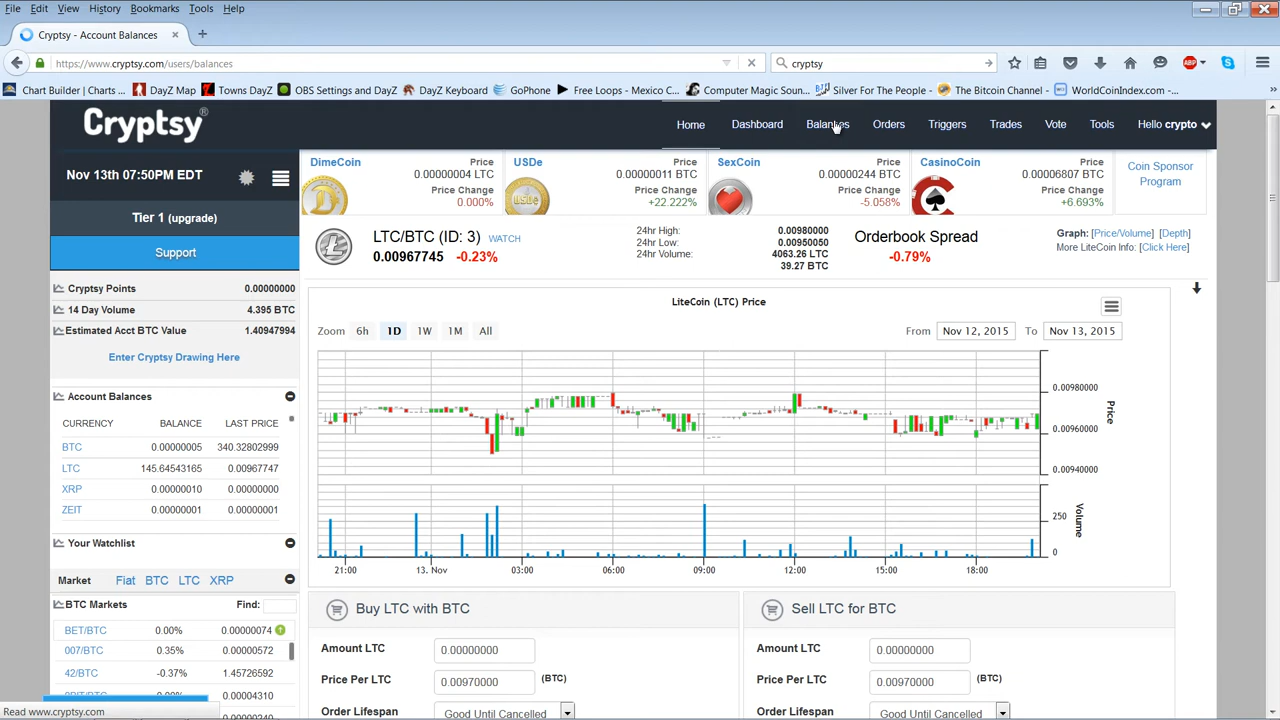 File Edit View History Bookmarks Tools Help
Cryptsy - Account Balances
https://www.cryptsy.com/users/balances
cryptsy
Chart Builder | Charts ... DayZ Map Towns DayZ OBS Settings and DayZ DayZ Keyboard GoPhone Free Loops - Mexico C... Computer Magic Soun... Silver For The People - ... The Bitcoin Channel - ... WorldCoinIndex.com -...
Cryptsy®
Home Dashboard Balances Orders Triggers Trades Vote Tools Hello crypto
Nov 13th 07:50PM EDT
Tier 1 (upgrade)
Support
Cryptsy Points 0.00000000
14 Day Volume 4.395 BTC
Estimated Acct BTC Value 1.40947994
Enter Cryptsy Drawing Here
Account Balances
CURRENCY BALANCE LAST PRICE
BTC 0.00000005 340.32802999
LTC 145.64543165 0.00967747
XRP 0.00000010 0.00000000
ZEIT 0.00000001 0.00000001
Your Watchlist
Market Fiat BTC LTC XRP
BTC Markets Find:
BET/BTC 0.00% 0.00000074
007/BTC 0.35% 0.00000572
42/BTC -0.37% 1.45726592
Read www.cryptsy.com
DimeCoin Price
0.00000004 LTC
Price Change
0.000%
USDe Price
0.00000011 BTC
Price Change
+22.222%
SexCoin Price
0.00000244 BTC
Price Change
-5.058%
CasinoCoin Price
0.00006807 BTC
Price Change
+6.693%
Coin Sponsor
Program
LTC/BTC (ID: 3) WATCH
0.00967745 -0.23%
24hr High: 0.00980000
24hr Low: 0.00950050
24hr Volume: 4063.26 LTC
39.27 BTC
Orderbook Spread
-0.79%
Graph: [Price/Volume] [Depth]
More LiteCoin Info: [Click Here]
LiteCoin (LTC) Price
Zoom 6h 1D 1W 1M All
From Nov 12, 2015 To Nov 13, 2015
0.00980000
0.00960000
0.00940000
Price
250
0
Volume
21:00 13. Nov 03:00 06:00 09:00 12:00 15:00 18:00
Buy LTC with BTC
Amount LTC 0.00000000
Price Per LTC 0.00970000 (BTC)
Order Lifespan Good Until Cancelled
Sell LTC for BTC
Amount LTC 0.00000000
Price Per LTC 0.00970000 (BTC)
Order Lifespan Good Until Cancelled